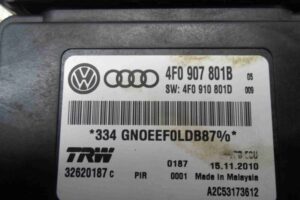 4F0 907 801B 05
SW: 4F0 910 801D 009
*334 GN0EEF0LDB87%*
TRW
0187 15.11.2010
32620187 C PIR 0001 Made in Malaysia
A2C53173612